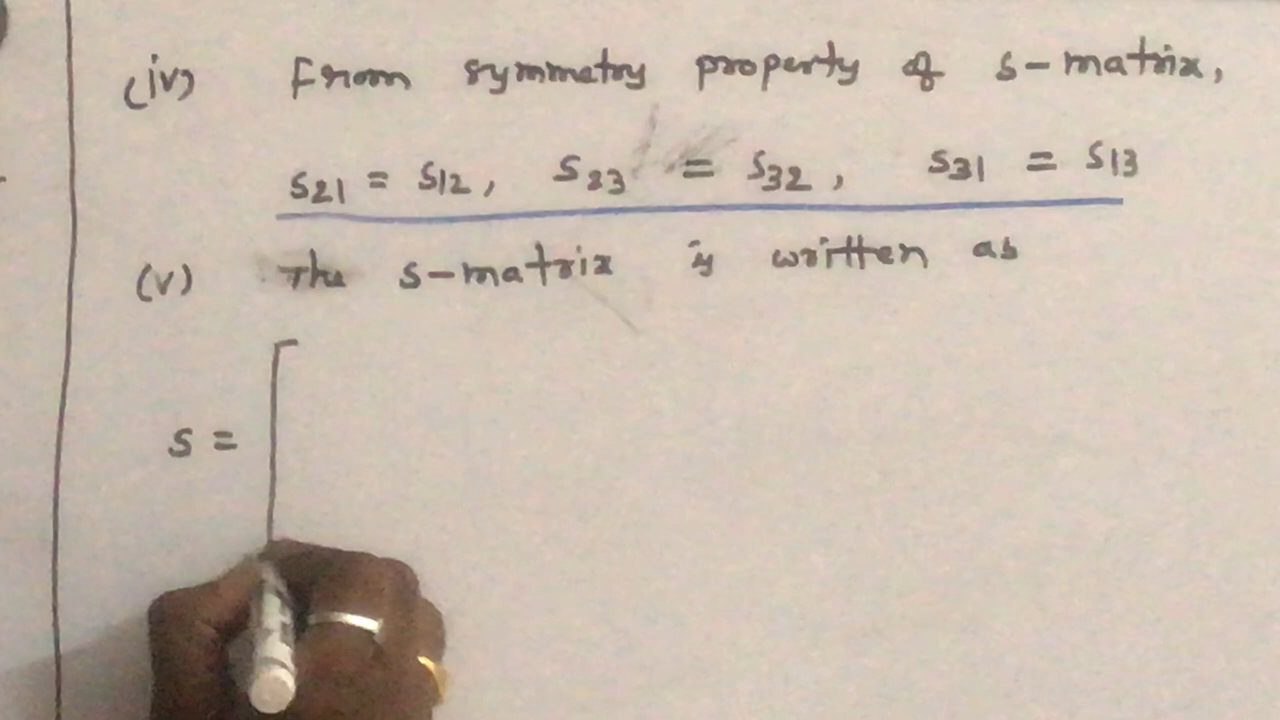 (iv) From symmetry property of s-matrix,
S21 = S12, S23 = S32, S31 = S13
(v) The s-matrix is written as
S = [